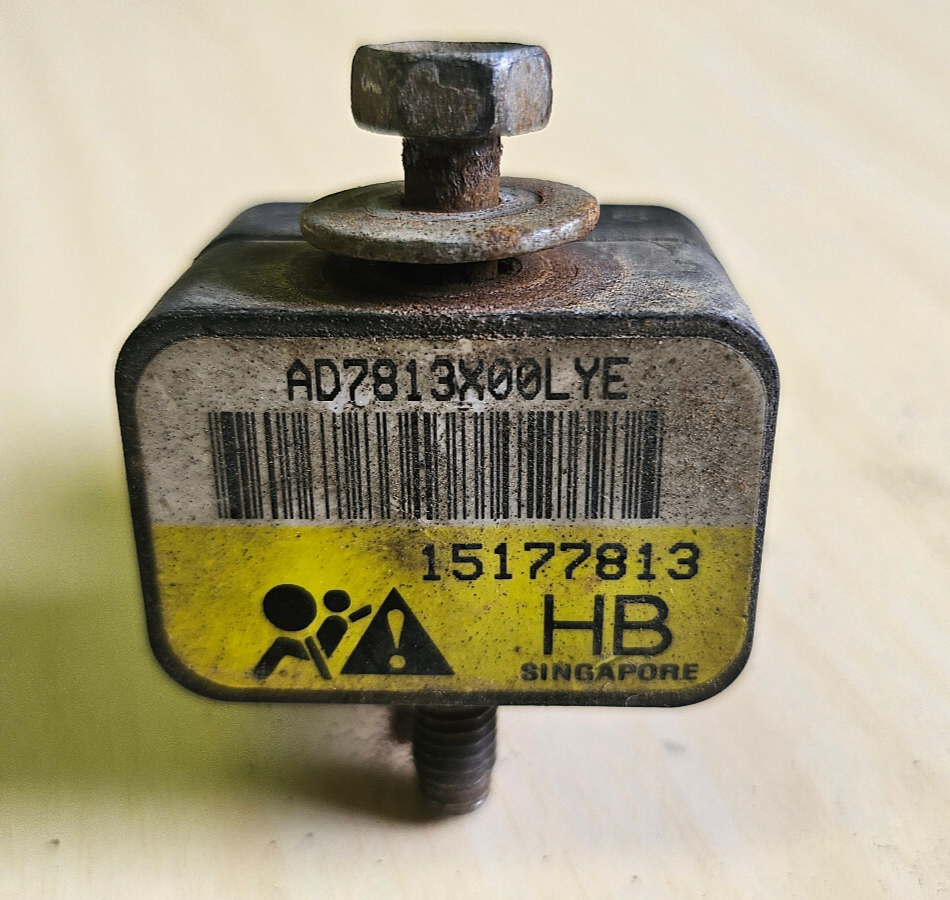 AD7813X00LYE
15177813
HB
SINGAPORE